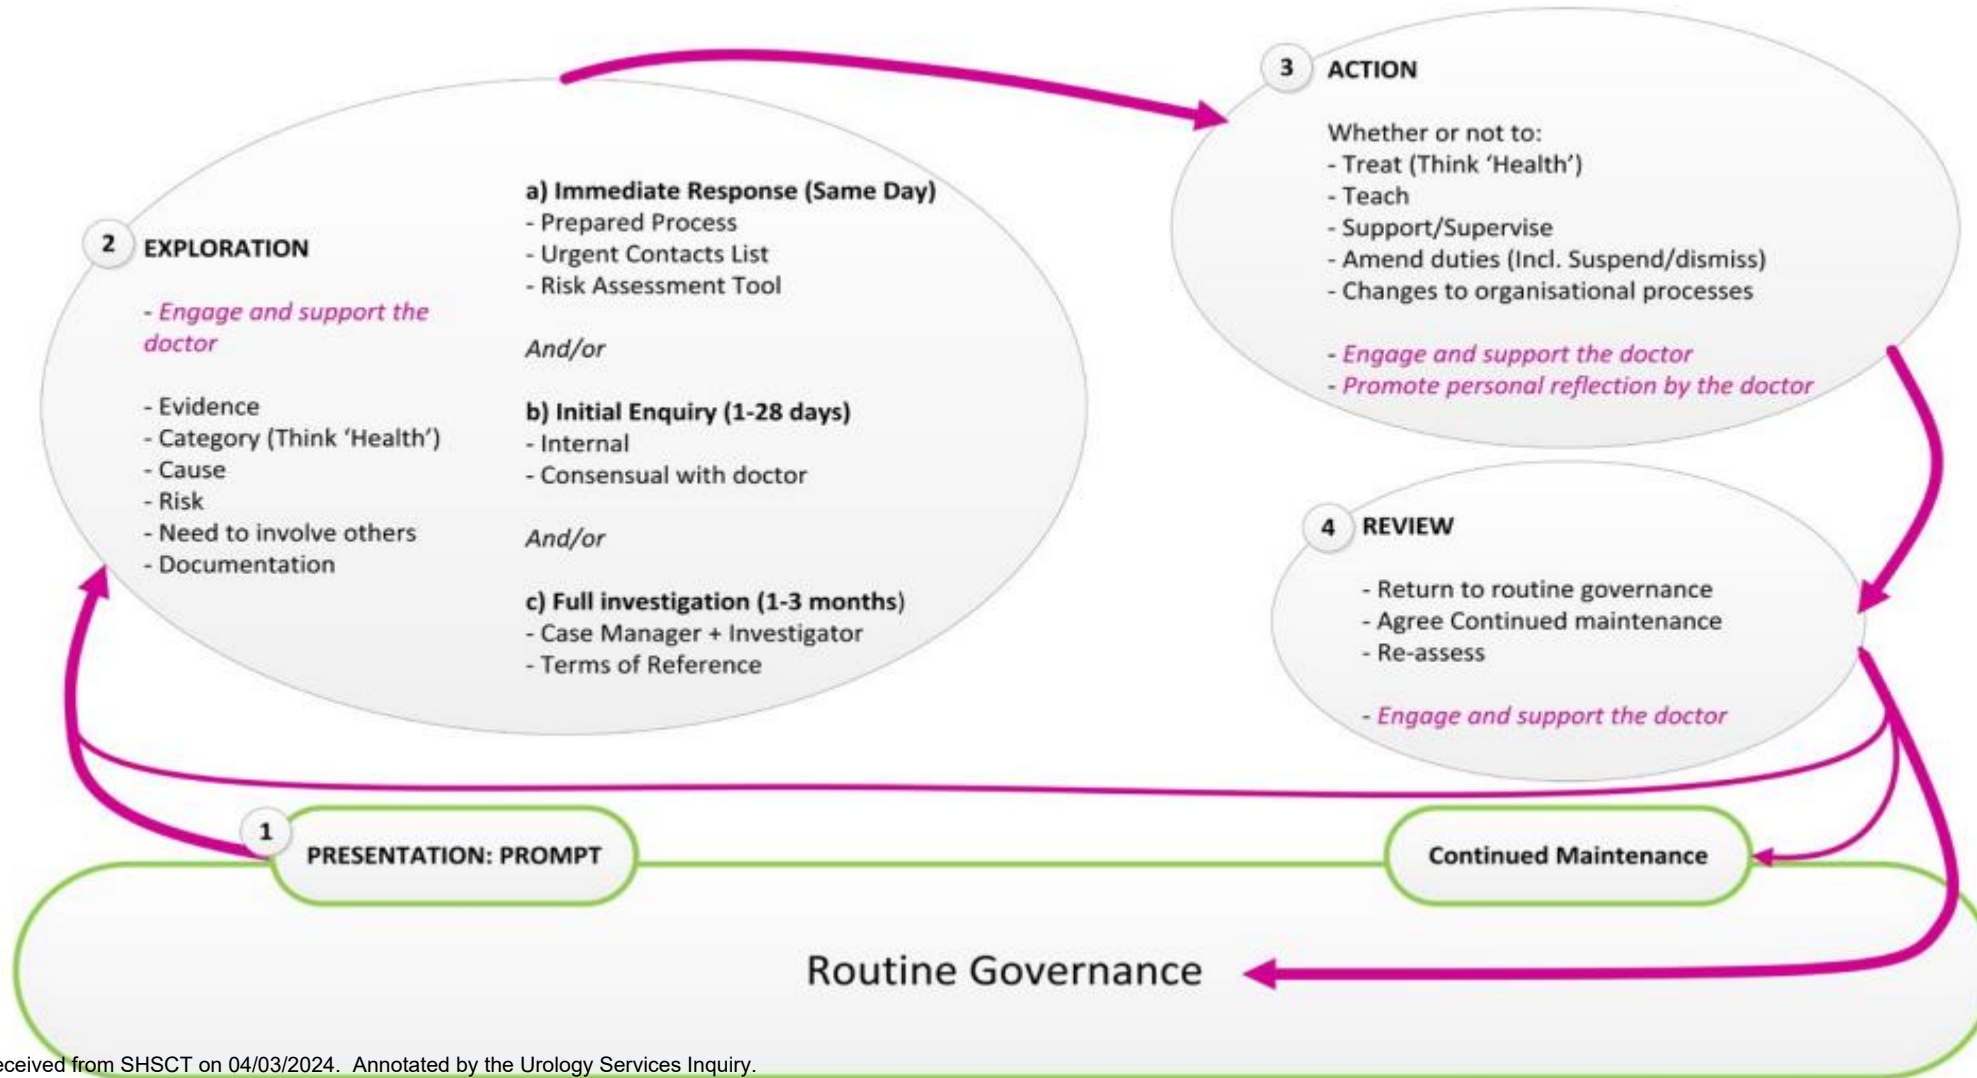 3 ACTION
Whether or not to:
- Treat (Think ‘Health’)
- Teach
- Support/Supervise
- Amend duties (Incl. Suspend/dismiss)
- Changes to organisational processes
- Engage and support the doctor
- Promote personal reflection by the doctor
2 EXPLORATION
- Engage and support the
doctor
- Evidence
- Category (Think ‘Health’)
- Cause
- Risk
- Need to involve others
- Documentation
a) Immediate Response (Same Day)
- Prepared Process
- Urgent Contacts List
- Risk Assessment Tool
And/or
b) Initial Enquiry (1-28 days)
- Internal
- Consensual with doctor
And/or
c) Full investigation (1-3 months)
- Case Manager + Investigator
- Terms of Reference
4 REVIEW
- Return to routine governance
- Agree Continued maintenance
- Re-assess
- Engage and support the doctor
1
PRESENTATION: PROMPT
Continued Maintenance
Routine Governance
eceived from SHSCT on 04/03/2024. Annotated by the Urology Services Inquiry.